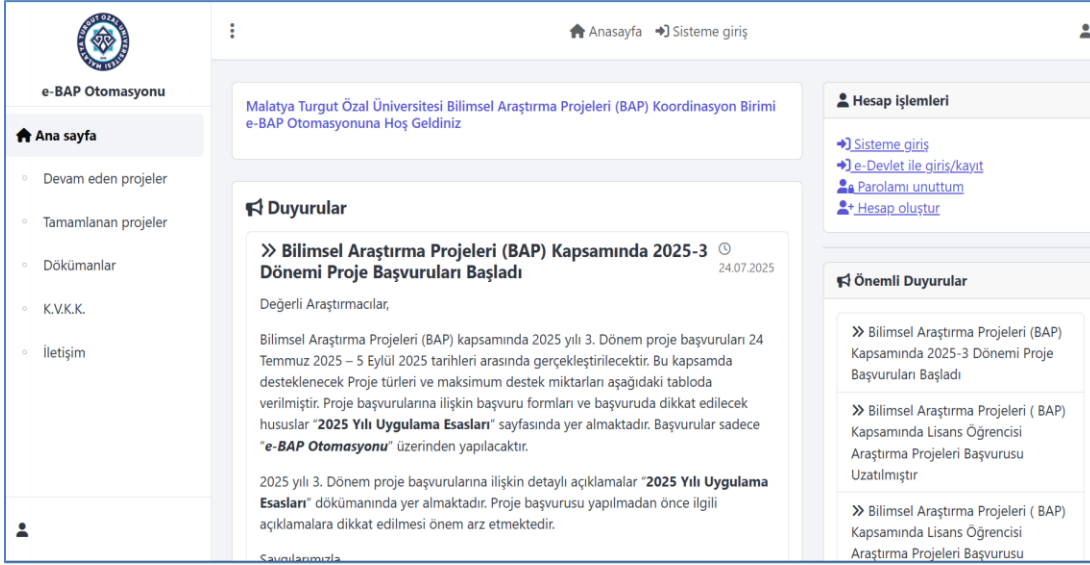 MALATYA TURGUT ÖZAL ÜNİVERSİTESİ
e-BAP Otomasyonu
Ana sayfa
Devam eden projeler
Tamamlanan projeler
Dökümanlar
K.V.K.K.
İletişim
Anasayfa Sisteme giriş
Malatya Turgut Özal Üniversitesi Bilimsel Araştırma Projeleri (BAP) Koordinasyon Birimi
e-BAP Otomasyonuna Hoş Geldiniz
Duyurular
Bilimsel Araştırma Projeleri (BAP) Kapsamında 2025-3
Dönemi Proje Başvuruları Başladı
24.07.2025
Değerli Araştırmacılar,
Bilimsel Araştırma Projeleri (BAP) kapsamında 2025 yılı 3. Dönem proje başvuruları 24
Temmuz 2025 – 5 Eylül 2025 tarihleri arasında gerçekleştirilecektir. Bu kapsamda
desteklenecek Proje türleri ve maksimum destek miktarları aşağıdaki tabloda
verilmiştir. Proje başvurularına ilişkin başvuru formları ve başvuruda dikkat edilecek
hususlar "2025 Yılı Uygulama Esasları" sayfasında yer almaktadır. Başvurular sadece
"e-BAP Otomasyonu" üzerinden yapılacaktır.
2025 yılı 3. Dönem proje başvurularına ilişkin detaylı açıklamalar "2025 Yılı Uygulama
Esasları" dökümanında yer almaktadır. Proje başvurusu yapılmadan önce ilgili
açıklamalara dikkat edilmesi önem arz etmektedir.
Saygılarımızla
Hesap işlemleri
Sisteme giriş
e-Devlet ile giriş/kayıt
Parolamı unuttum
Hesap oluştur
Önemli Duyurular
Bilimsel Araştırma Projeleri (BAP)
Kapsamında 2025-3 Dönemi Proje
Başvuruları Başladı
Bilimsel Araştırma Projeleri ( BAP)
Kapsamında Lisans Öğrencisi
Araştırma Projeleri Başvurusu
Uzatılmıştır
Bilimsel Araştırma Projeleri ( BAP)
Kapsamında Lisans Öğrencisi
Araştırma Projeleri Başvurusu